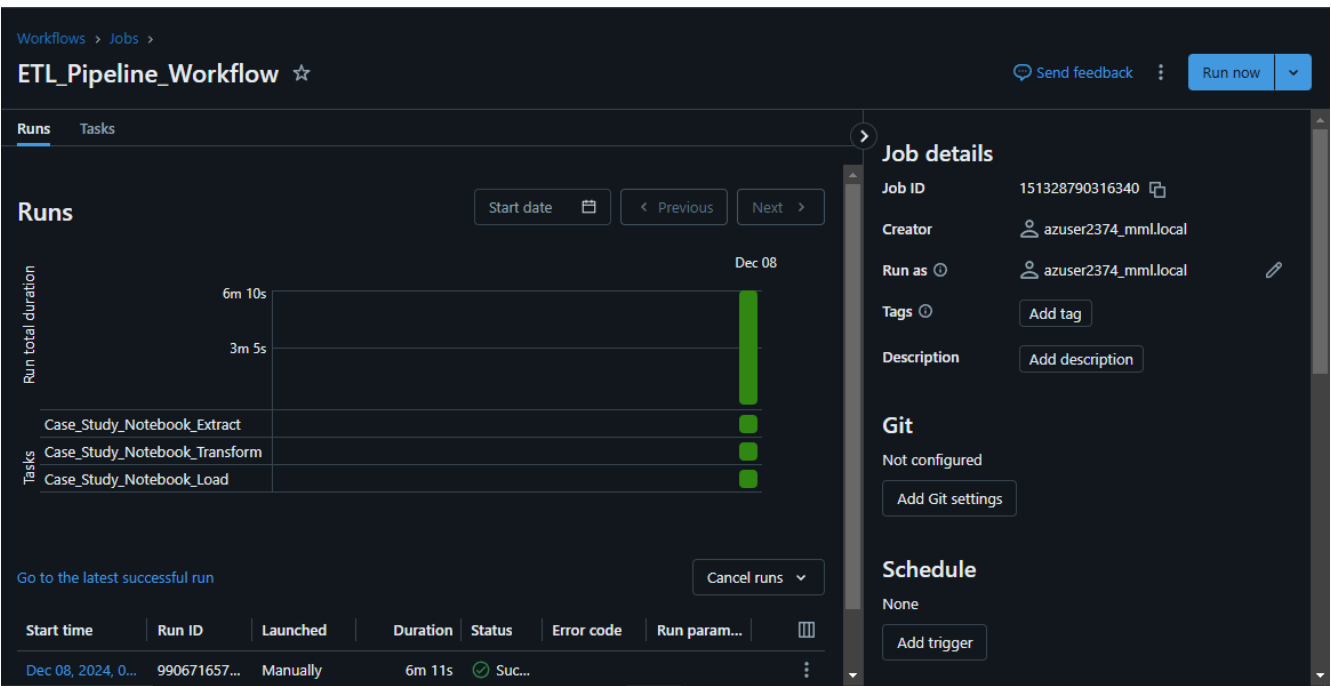 Workflows > Jobs >
ETL_Pipeline_Workflow
Send feedback
Run now
Runs Tasks
Runs
Start date
Previous
Next
Dec 08
Run total duration
6m 10s
3m 5s
Tasks
Case_Study_Notebook_Extract
Case_Study_Notebook_Transform
Case_Study_Notebook_Load
Go to the latest successful run
Cancel runs
Start time Run ID Launched Duration Status Error code Run param...
Dec 08, 2024, 0... 990671657... Manually 6m 11s Suc...
Job details
Job ID 151328790316340
Creator azuser2374_mml.local
Run as azuser2374_mml.local
Tags Add tag
Description Add description
Git
Not configured
Add Git settings
Schedule
None
Add trigger